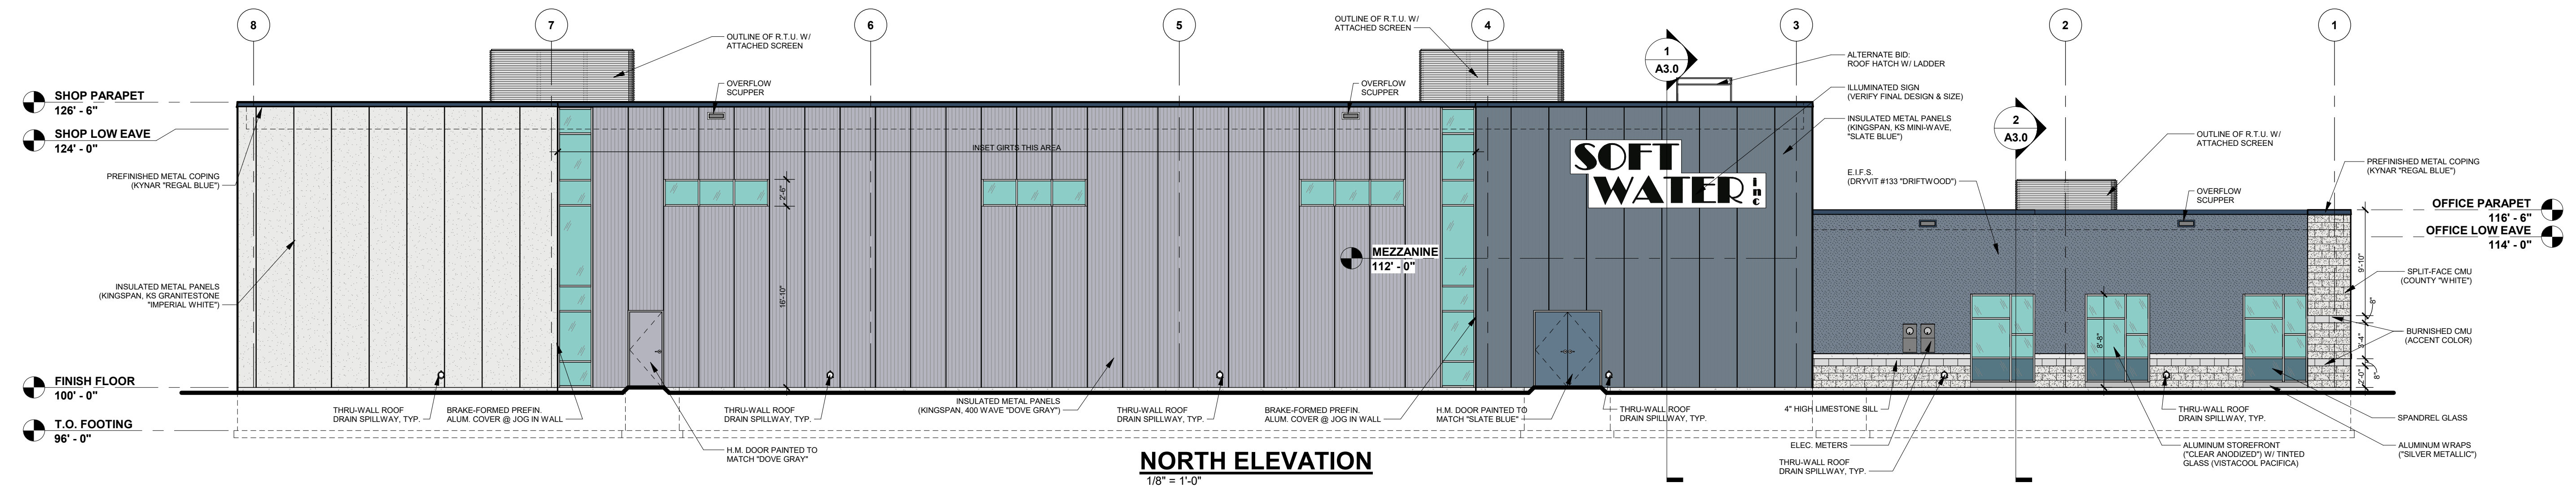 8
7
6
5
4
3
2
1
OUTLINE OF R.T.U. W/
ATTACHED SCREEN
OUTLINE OF R.T.U. W/
ATTACHED SCREEN
1
A3.0
ALTERNATE BID:
ROOF HATCH W/ LADDER
OVERFLOW
SCUPPER
OVERFLOW
SCUPPER
ILLUMINATED SIGN
(VERIFY FINAL DESIGN & SIZE)
SHOP PARAPET
126' - 6"
SHOP LOW EAVE
124' - 0"
INSULATED METAL PANELS
(KINGSPAN, KS MINI-WAVE,
"SLATE BLUE")
2
A3.0
OUTLINE OF R.T.U. W/
ATTACHED SCREEN
INSET GIRTS THIS AREA
SOFT
WATER inc
PREFINISHED METAL COPING
(KYNAR "REGAL BLUE")
E.I.F.S.
(DRYVIT #133 "DRIFTWOOD")
PREFINISHED METAL COPING
(KYNAR "REGAL BLUE")
OVERFLOW
SCUPPER
2'-6"
OFFICE PARAPET
116' - 6"
OFFICE LOW EAVE
114' - 0"
MEZZANINE
112' - 0"
9'-10"
INSULATED METAL PANELS
(KINGSPAN, KS GRANITESTONE
"IMPERIAL WHITE")
16'-10"
SPLIT-FACE CMU
(COUNTY "WHITE")
8"
BURNISHED CMU
(ACCENT COLOR)
8'-8"
3'-4"
8"
2'-0"
FINISH FLOOR
100' - 0"
THRU-WALL ROOF
DRAIN SPILLWAY, TYP.
BRAKE-FORMED PREFIN.
ALUM. COVER @ JOG IN WALL
THRU-WALL ROOF
DRAIN SPILLWAY, TYP.
INSULATED METAL PANELS
(KINGSPAN, 400 WAVE "DOVE GRAY")
THRU-WALL ROOF
DRAIN SPILLWAY, TYP.
BRAKE-FORMED PREFIN.
ALUM. COVER @ JOG IN WALL
H.M. DOOR PAINTED TO
MATCH "SLATE BLUE"
THRU-WALL ROOF
DRAIN SPILLWAY, TYP.
4" HIGH LIMESTONE SILL
THRU-WALL ROOF
DRAIN SPILLWAY, TYP.
SPANDREL GLASS
T.O. FOOTING
96' - 0"
H.M. DOOR PAINTED TO
MATCH "DOVE GRAY"
ELEC. METERS
THRU-WALL ROOF
DRAIN SPILLWAY, TYP.
ALUMINUM STOREFRONT
("CLEAR ANODIZED") W/ TINTED
GLASS (VISTACOOL PACIFICA)
ALUMINUM WRAPS
("SILVER METALLIC")
NORTH ELEVATION
1/8" = 1'-0"